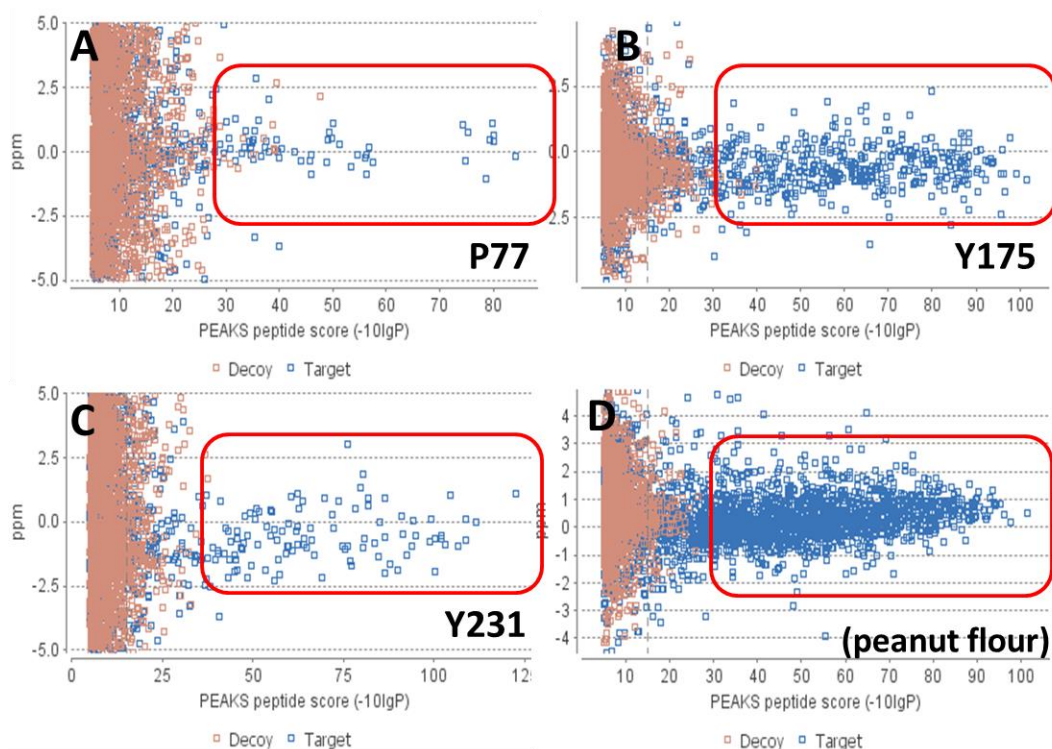 A
5.0
2.5
0.0
-2.5
-5.0
ppm
P77
10 20 30 40 50 60 70 80
PEAKS peptide score (-10lgP)
Decoy Target
B
2.5
0.0
2.5
Y175
10 20 30 40 50 60 70 80 90 100
PEAKS peptide score (-10lgP)
Decoy Target
C
5.0
2.5
0.0
-2.5
-5.0
ppm
Y231
0 25 50 75 100 125
PEAKS peptide score (-10lgP)
Decoy Target
D
4
3
2
1
0
-1
-2
-3
-4
ppm
(peanut flour)
10 20 30 40 50 60 70 80 90 100
PEAKS peptide score (-10lgP)
Decoy Target